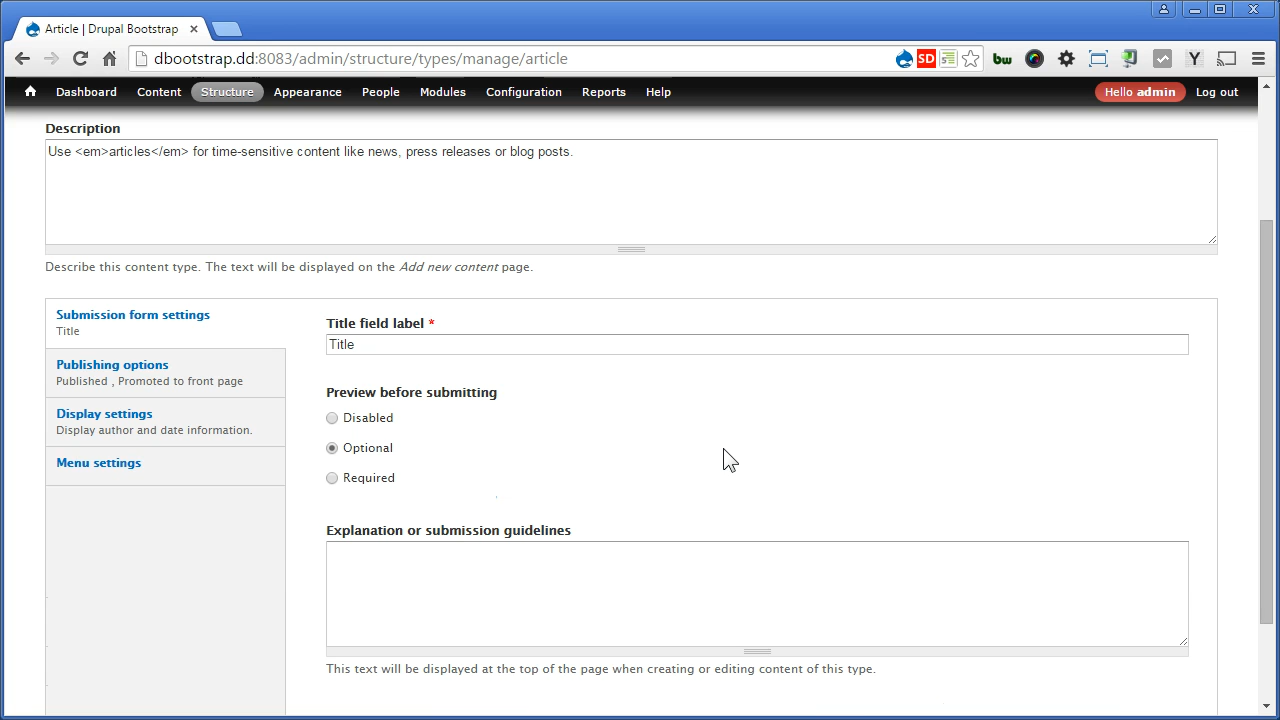 Article | Drupal Bootstrap
dbootstrap.dd:8083/admin/structure/types/manage/article
SD
bw
Y
Dashboard Content Structure Appearance People Modules Configuration Reports Help Hello admin Log out
Description
Use <em>articles</em> for time-sensitive content like news, press releases or blog posts.
Describe this content type. The text will be displayed on the Add new content page.
Submission form settings
Title
Publishing options
Published , Promoted to front page
Display settings
Display author and date information.
Menu settings
Title field label *
Title
Preview before submitting
Disabled
Optional
Required
Explanation or submission guidelines
This text will be displayed at the top of the page when creating or editing content of this type.